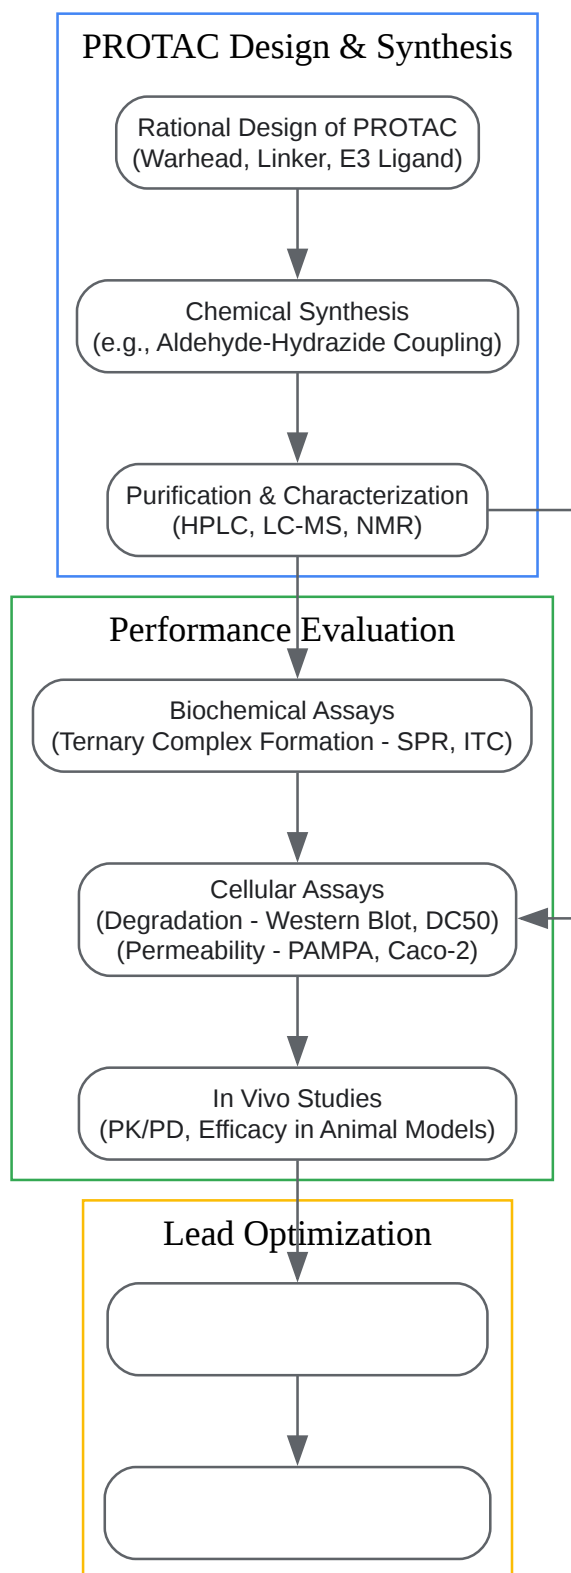 PROTAC Design & Synthesis
Rational Design of PROTAC
(Warhead, Linker, E3 Ligand)
Chemical Synthesis
(e.g., Aldehyde-Hydrazide Coupling)
Purification & Characterization
(HPLC, LC-MS, NMR)
Performance Evaluation
Biochemical Assays
(Ternary Complex Formation - SPR, ITC)
Cellular Assays
(Degradation - Western Blot, DC50)
(Permeability - PAMPA, Caco-2)
In Vivo Studies
(PK/PD, Efficacy in Animal Models)
Lead Optimization